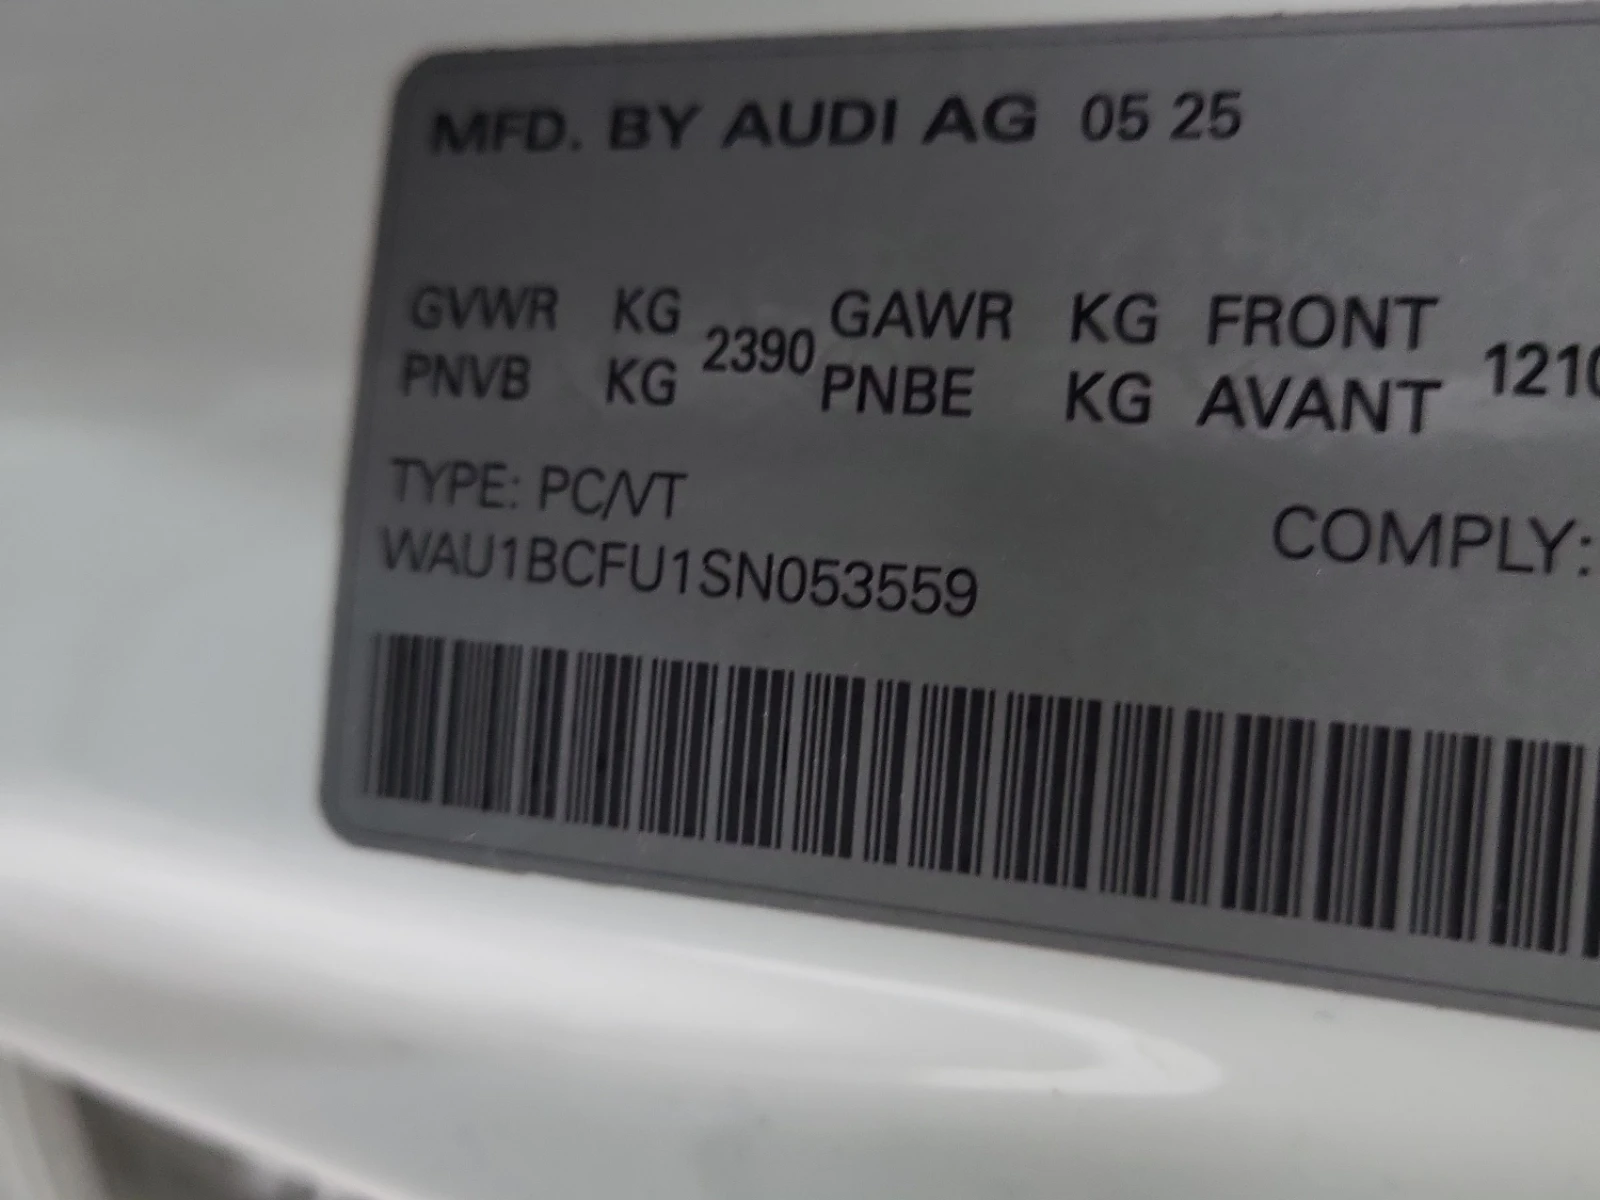 MFD. BY AUDI AG 05 25
GVWR KG 2390 GAWR KG FRONT 1210
PNVB KG PNBE KG AVANT
TYPE: PC/VT
COMPLY:
WAU1BCFU1SN053559